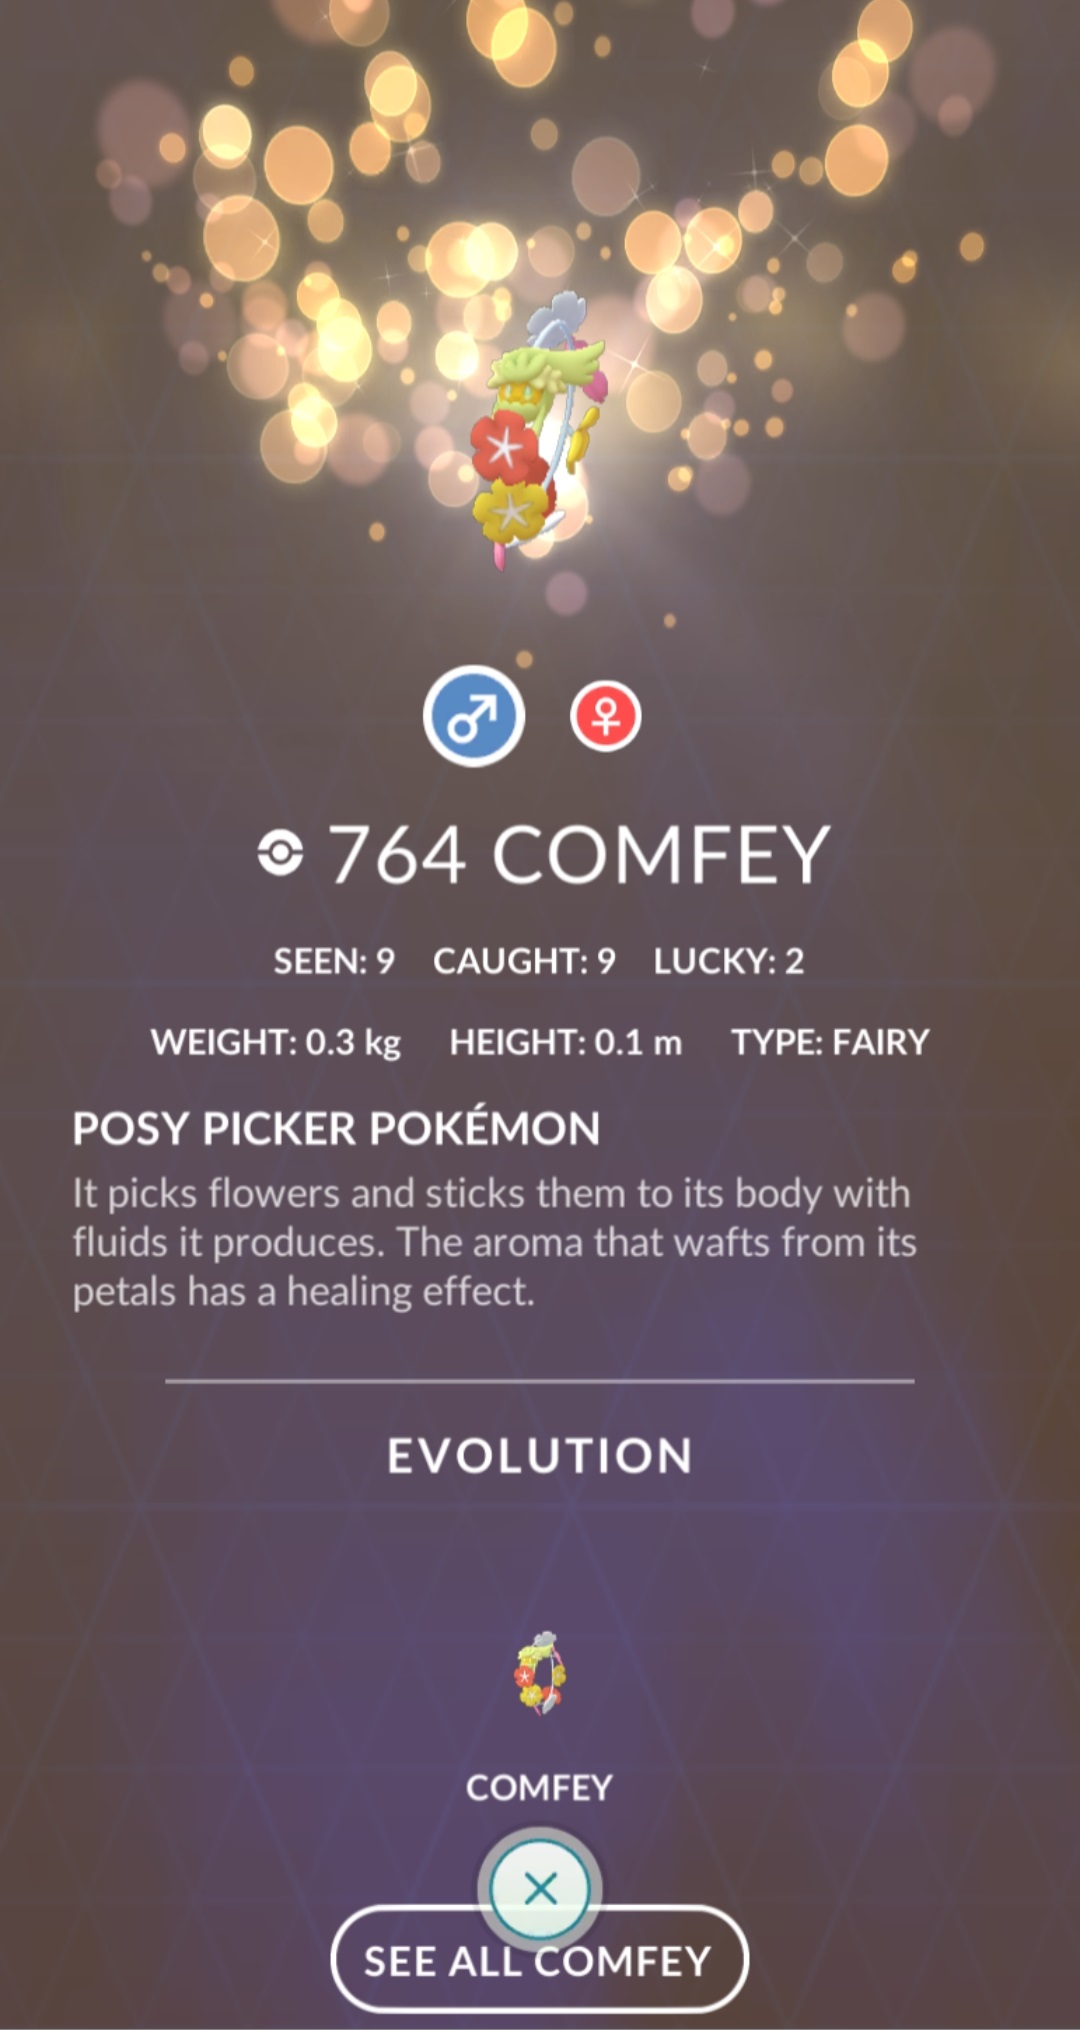 764 COMFEY
SEEN: 9 CAUGHT: 9 LUCKY: 2
WEIGHT: 0.3 kg HEIGHT: 0.1 m TYPE: FAIRY
POSY PICKER POKÉMON
It picks flowers and sticks them to its body with
fluids it produces. The aroma that wafts from its
petals has a healing effect.
EVOLUTION
COMFEY
SEE ALL COMFEY